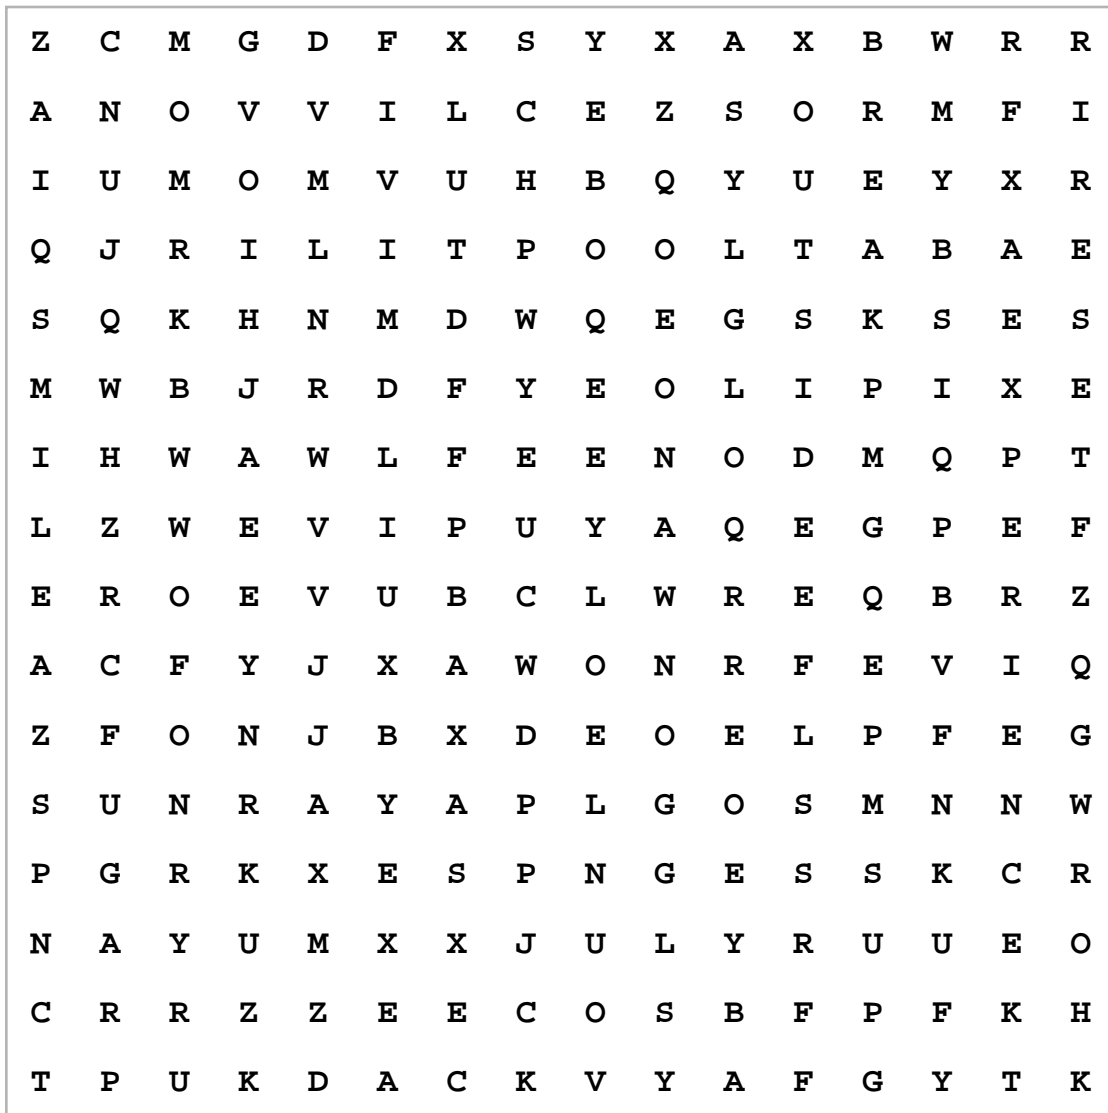 Z C M G D F X S Y X A X B W R R
A N O V V I L C E Z S O R M F I
I U M O M V U H B Q Y U E Y X R
Q J R I L I T P O O L T A B A E
S Q K H N M D W Q E G S K S E S
M W B J R D F Y E O L I P I X E
I H W A W L F E E N O D M Q P T
L Z W E V I P U Y A Q E G P E F
E R O E V U B C L W R E Q B R Z
A C F Y J X A W O N R F E V I Q
Z F O N J B X D E O E L P F E G
S U N R A Y A P L G O S M N N W
P G R K X E S P N G E S S K C R
N A Y U M X X J U L Y R U U E O
C R R Z Z E E C O S B F P F K H
T P U K D A C K V Y A F G Y T K